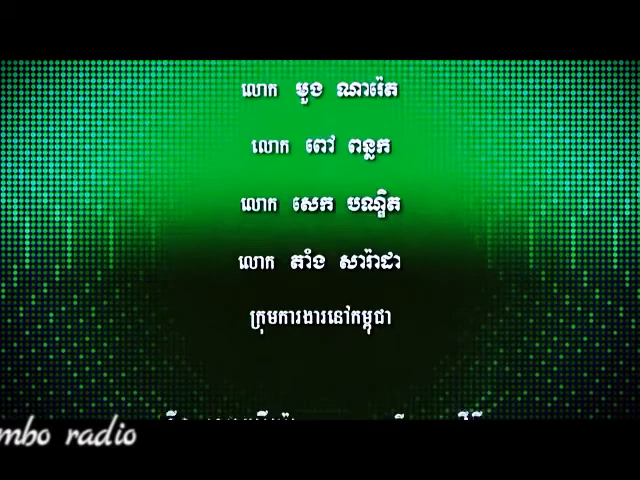 លោក មួង ណារ៉េត
លោក ពេវ ពន្លក
លោក សេក បណ្ឌិត
លោក តាំង សារ៉ាដា
ក្រុមការងារនៅកម្ពុជា
mbo radio